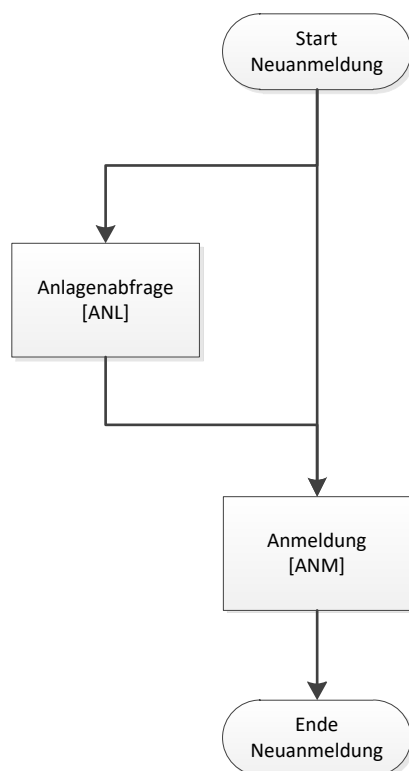 Start
Neuanmeldung
Anlagenabfrage
[ANL]
Anmeldung
[ANM]
Ende
Neuanmeldung